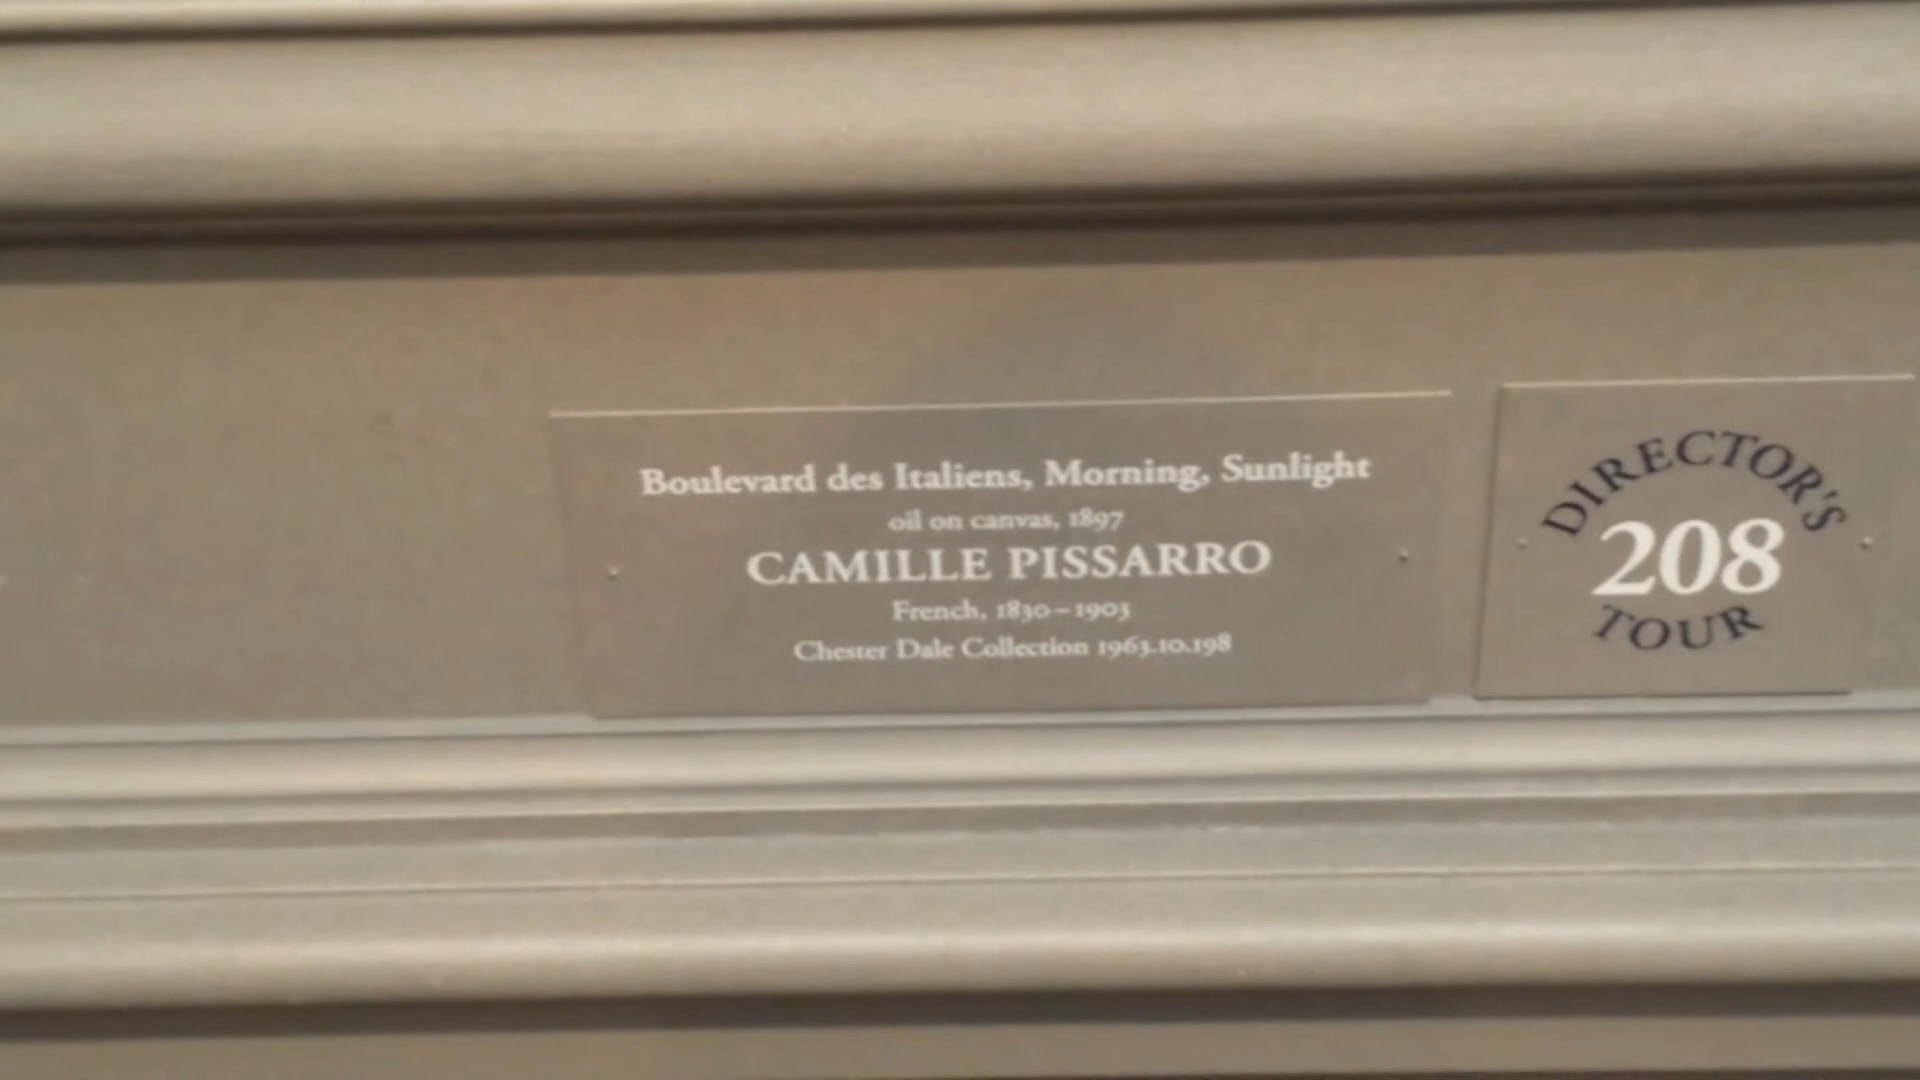 Boulevard des Italiens, Morning, Sunlight
oil on canvas, 1897
CAMILLE PISSARRO
French, 1830–1903
Chester Dale Collection 1963.10.198
DIRECTOR'S
208
TOUR